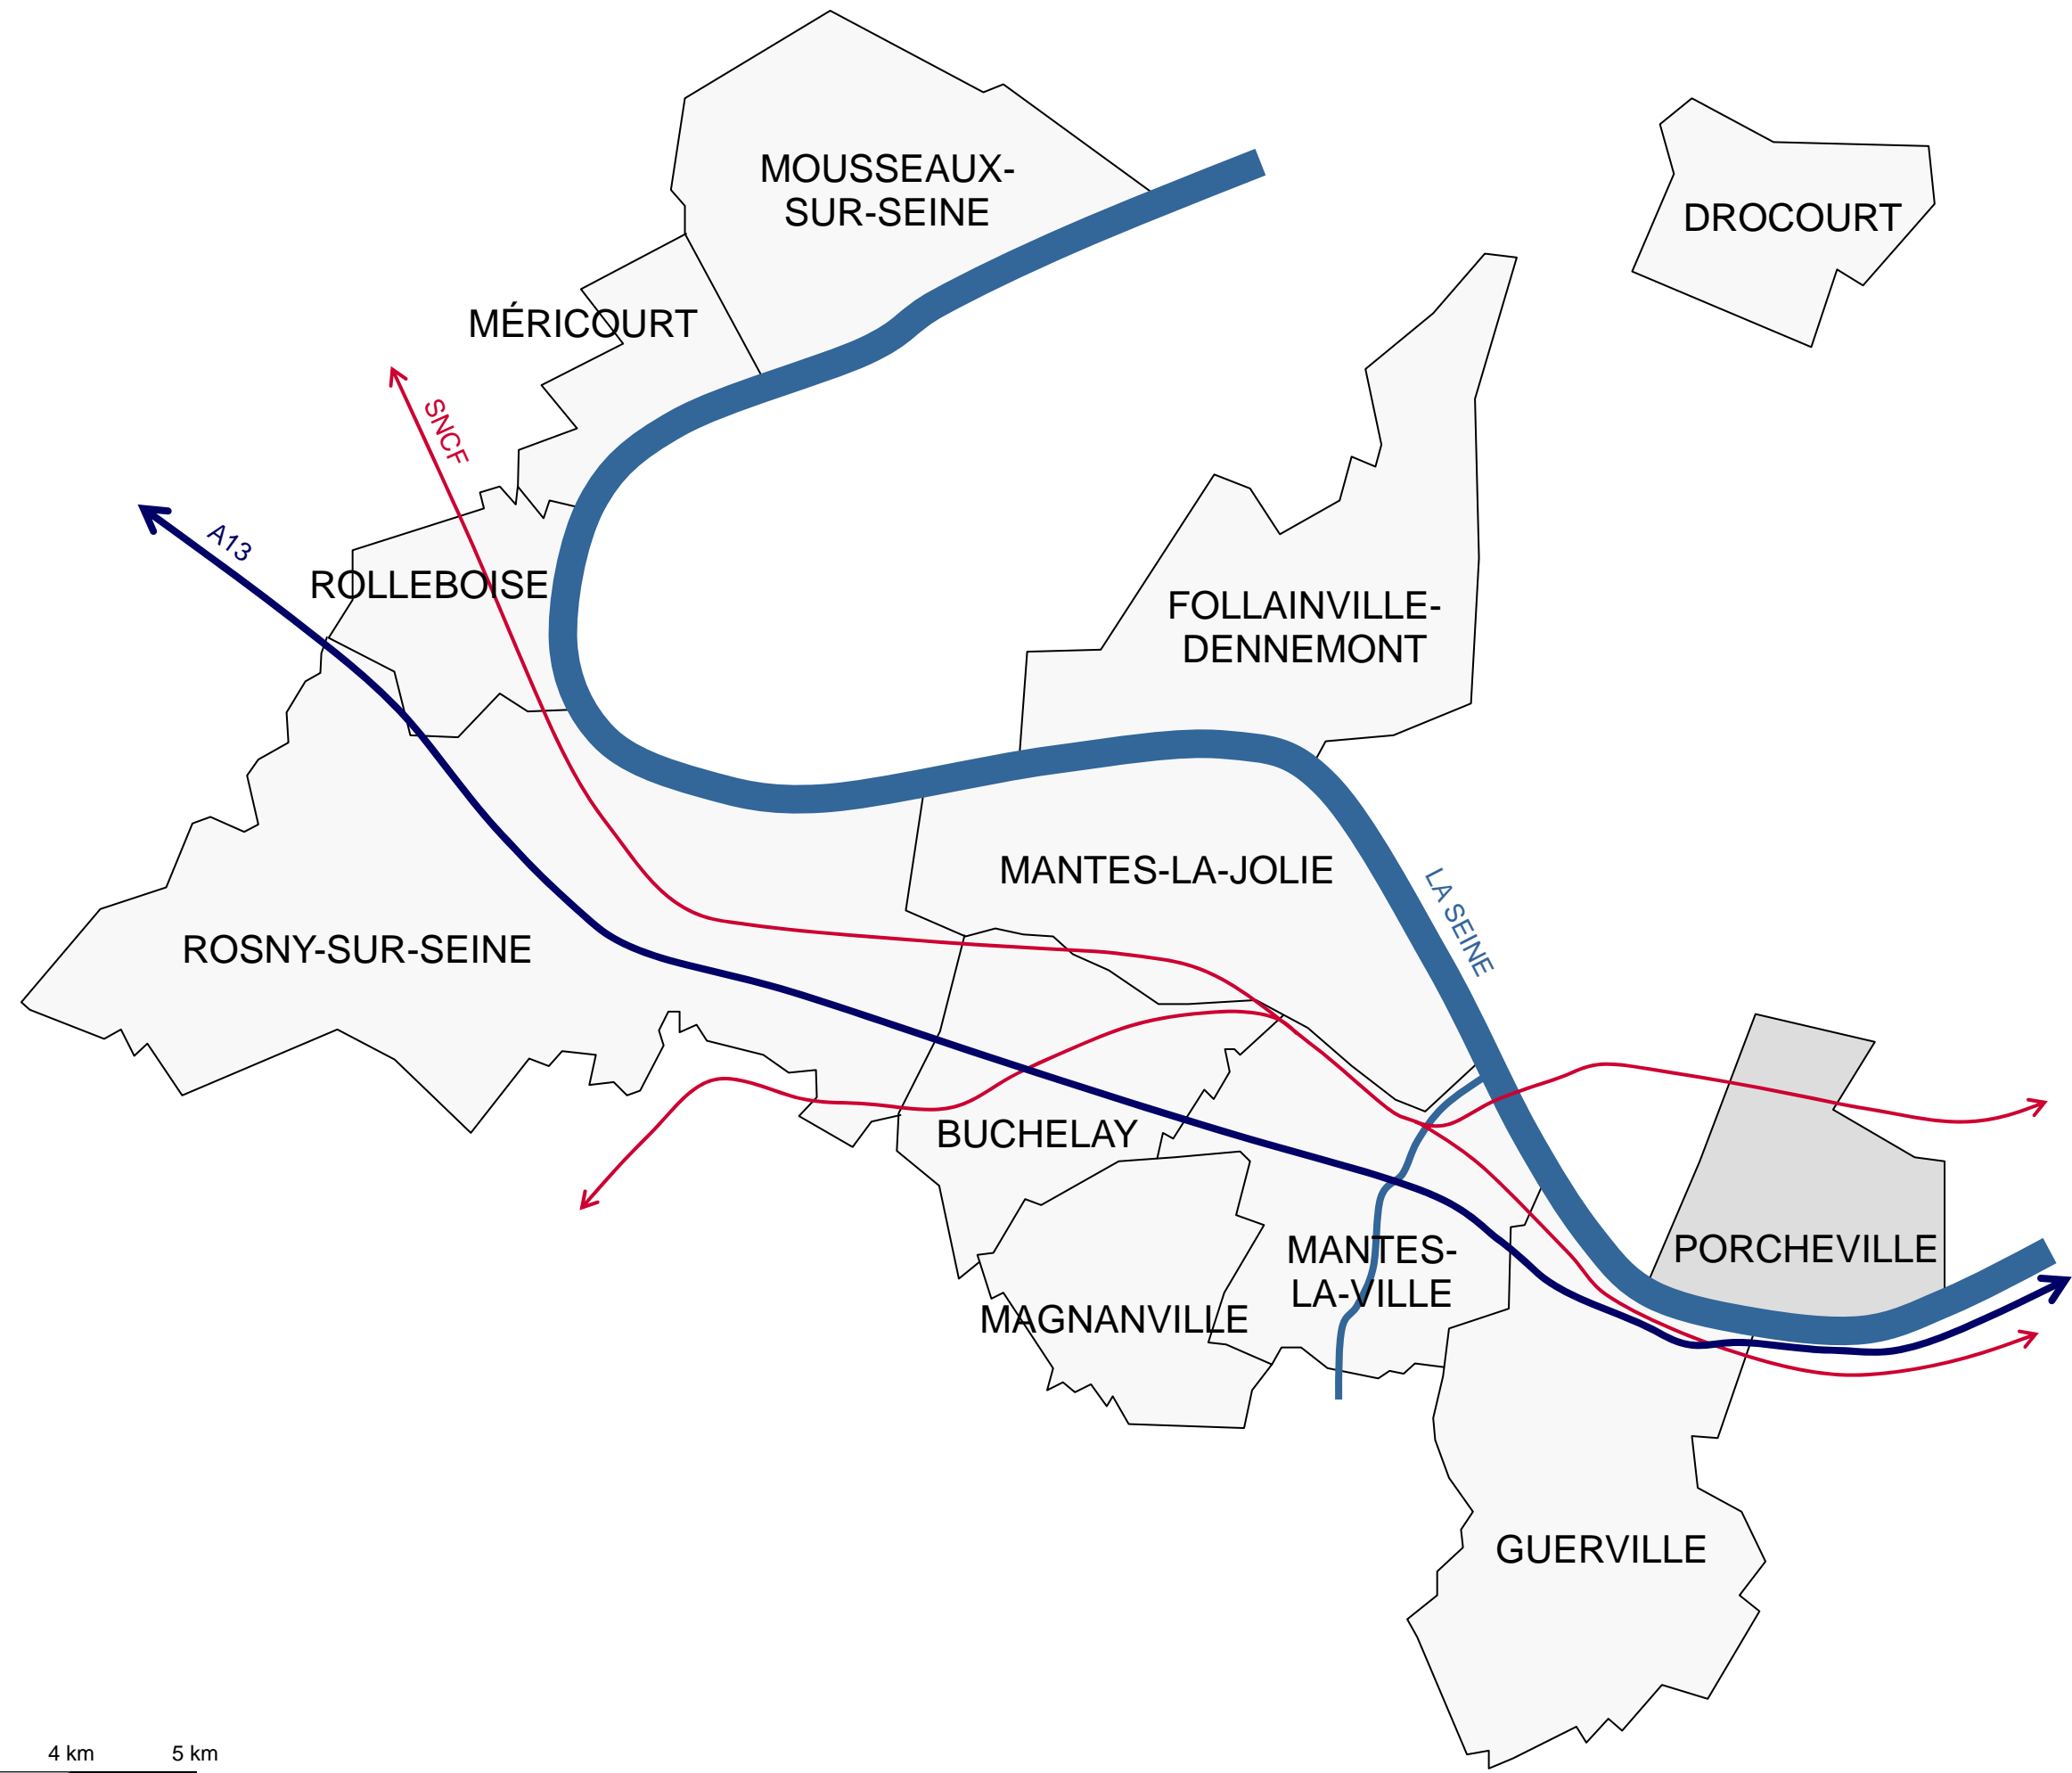 MOUSSEAUX-
SUR-SEINE
DROCOURT
MÉRICOURT
SNCF
A13
ROLLEBOISE
FOLLAINVILLE-
DENNEMONT
MANTES-LA-JOLIE
LA SEINE
ROSNY-SUR-SEINE
BUCHELAY
PORCHEVILLE
MANTES-
LA-VILLE
MAGNANVILLE
GUERVILLE
4 km
5 km